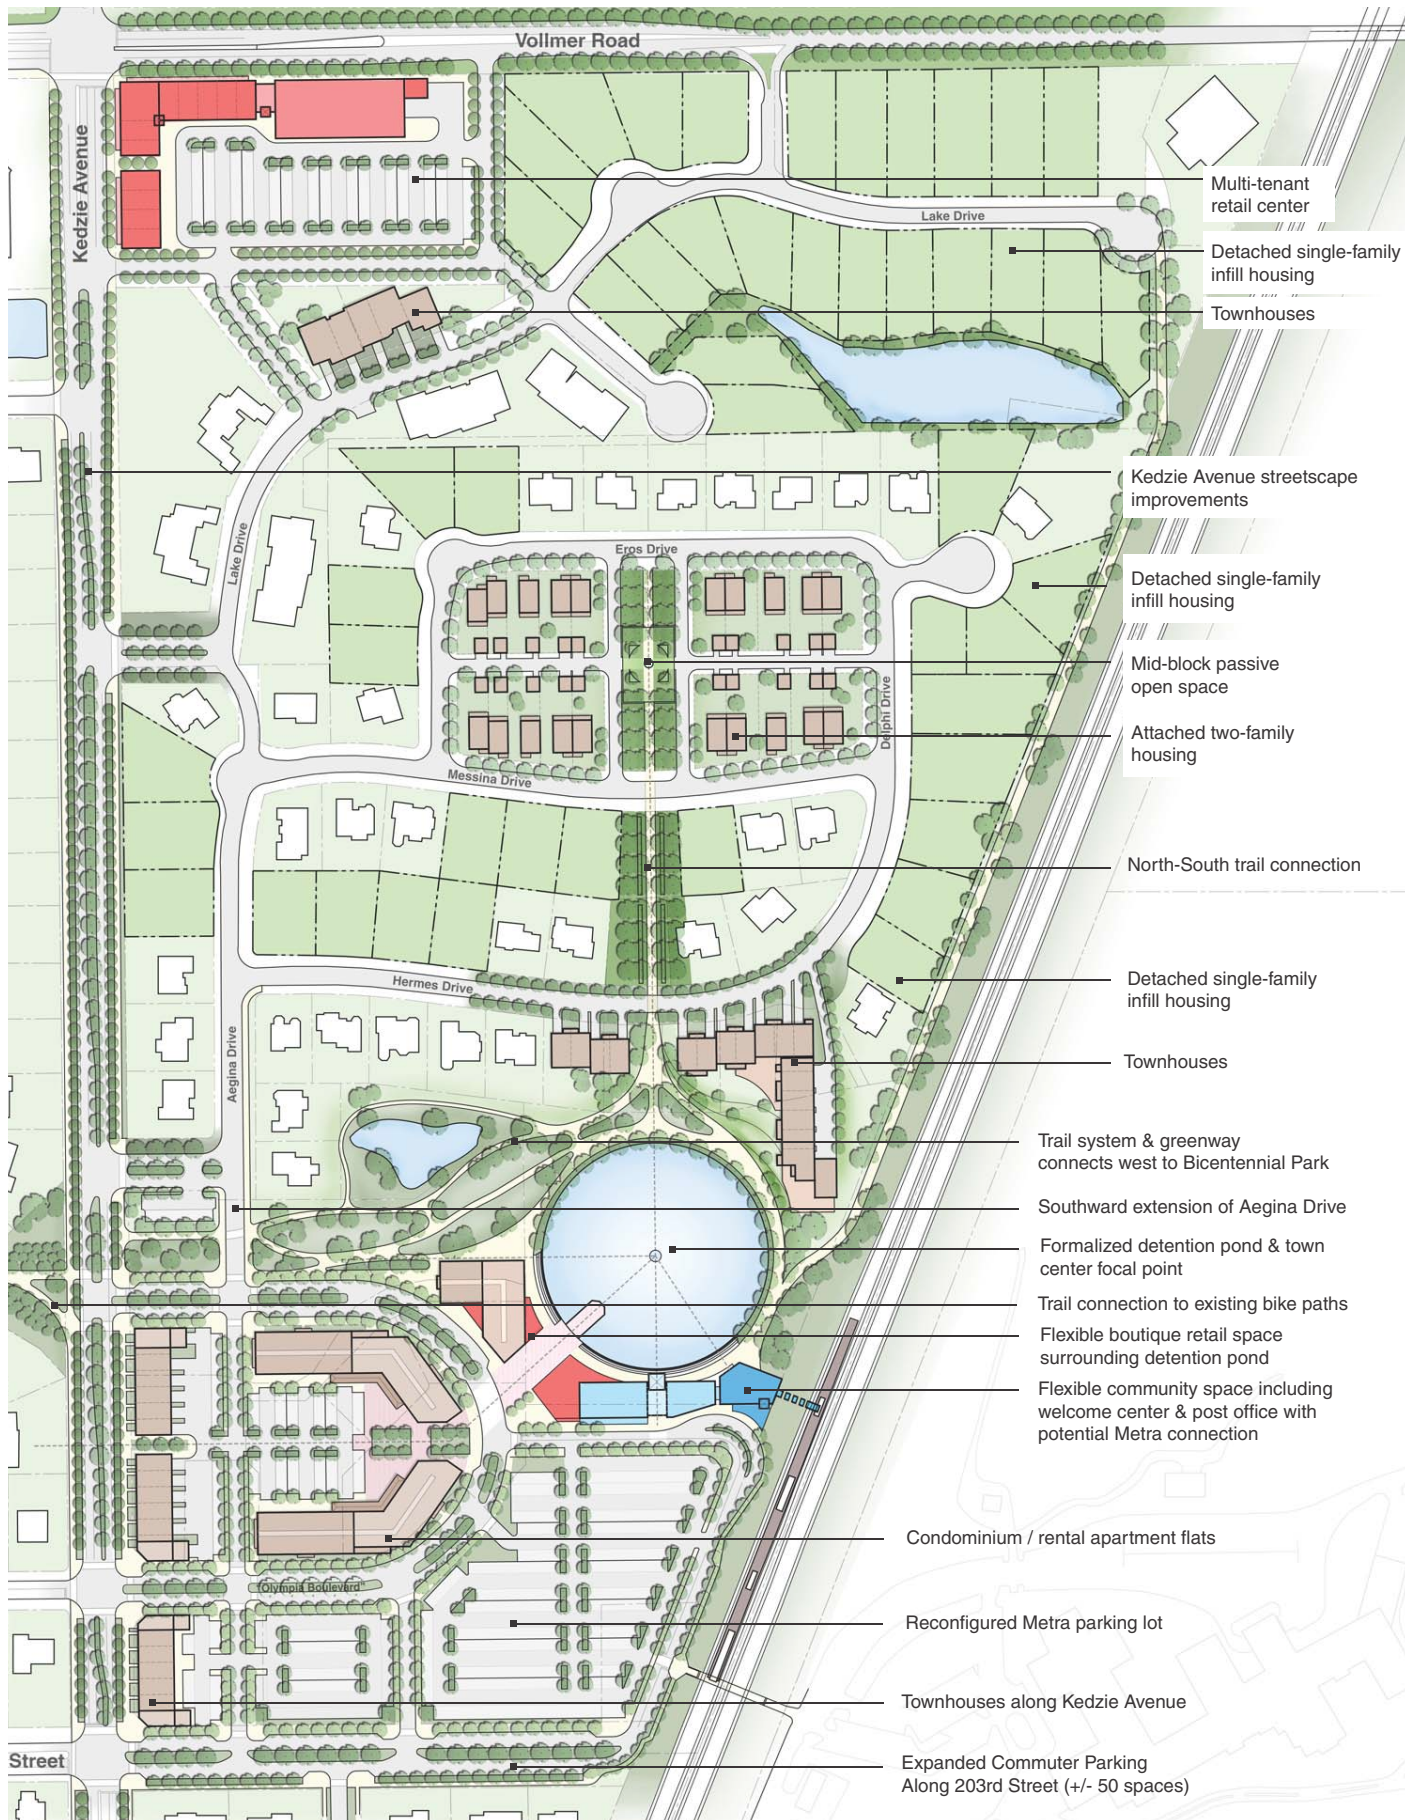 Vollmer Road
Kedzie Avenue
Multi-tenant
retail center
Lake Drive
Detached single-family
infill housing
Townhouses
Kedzie Avenue streetscape
improvements
Lake Drive
Eros Drive
Detached single-family
infill housing
Mid-block passive
open space
Delphi Drive
Attached two-family
housing
Messina Drive
North-South trail connection
Hermes Drive
Detached single-family
infill housing
Aegina Drive
Townhouses
Trail system & greenway
connects west to Bicentennial Park
Southward extension of Aegina Drive
Formalized detention pond & town
center focal point
Trail connection to existing bike paths
Flexible boutique retail space
surrounding detention pond
Flexible community space including
welcome center & post office with
potential Metra connection
Condominium / rental apartment flats
"Olympia Boulevard"
Reconfigured Metra parking lot
Townhouses along Kedzie Avenue
Street
Expanded Commuter Parking
Along 203rd Street (+/- 50 spaces)